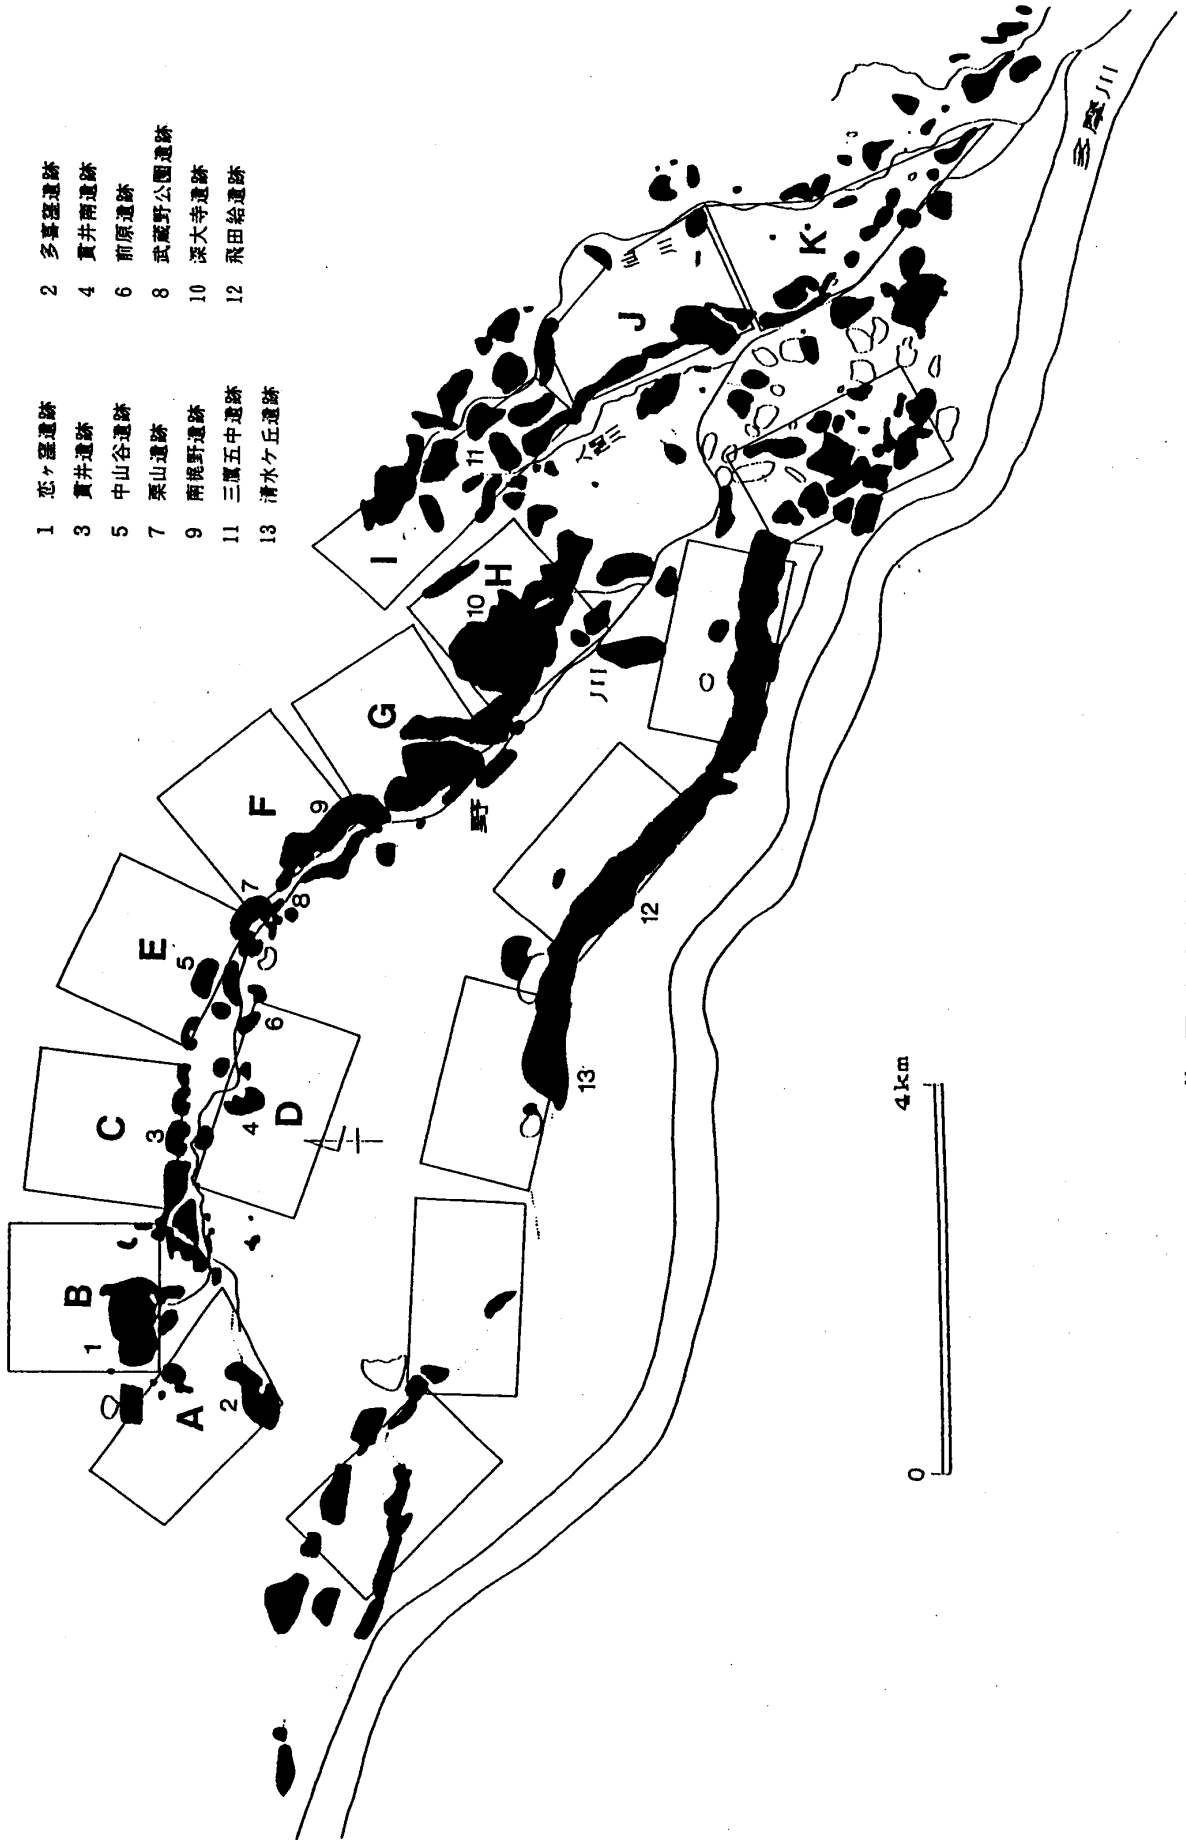 1 恋ヶ窪遺跡 2 多喜窪遺跡
3 貫井遺跡 4 貫井南遺跡
5 中山谷遺跡 6 前原遺跡
7 栗山遺跡 8 武蔵野公園遺跡
9 南梶野遺跡 10 深大寺遺跡
11 三鷹五中遺跡 12 飛田給遺跡
13 清水ケ丘遺跡
A
B
C
D
E
F
G
H
I
J
K
1
2
3
4
5
6
7
8
9
10
11
12
13
野川
入間川
仙川
多摩川
0 4km